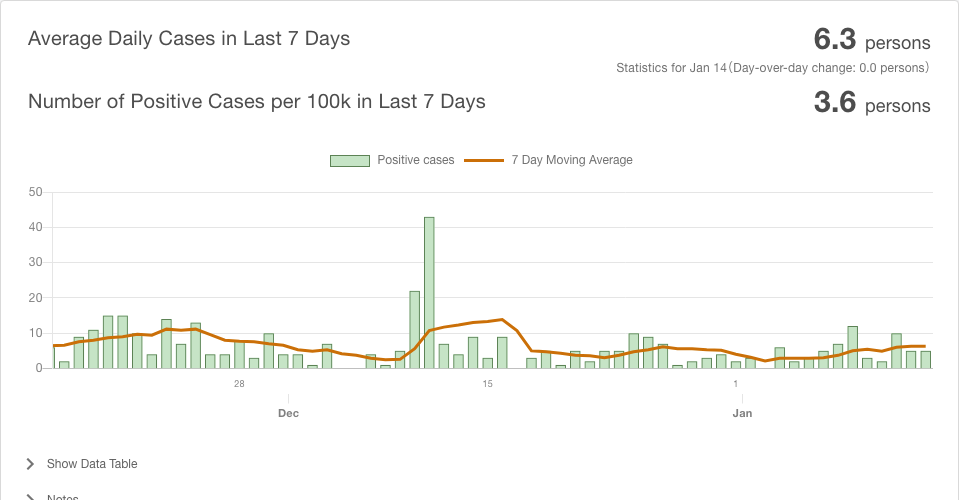 Average Daily Cases in Last 7 Days
6.3 persons
Statistics for Jan 14(Day-over-day change: 0.0 persons)
Number of Positive Cases per 100k in Last 7 Days
3.6 persons
Positive cases
7 Day Moving Average
50
40
30
20
10
0
28
15
1
Dec
Jan
Show Data Table
Notes